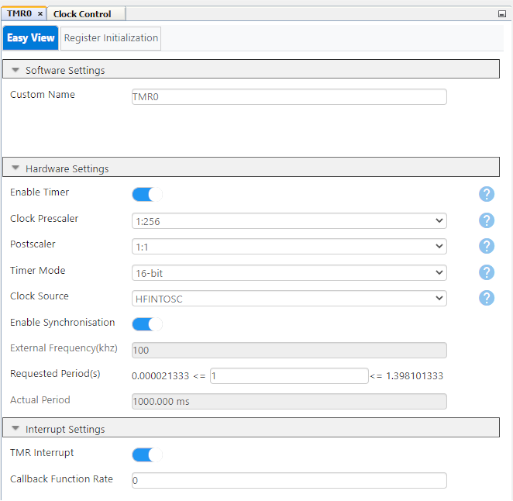 TMR0 × Clock Control
Easy View Register Initialization
Software Settings
Custom Name TMR0
Hardware Settings
Enable Timer ?
Clock Prescaler 1:256 ?
Postscaler 1:1 ?
Timer Mode 16-bit ?
Clock Source HFINTOSC ?
Enable Synchronisation
External Frequency(khz) 100
Requested Period(s) 0.000021333 <= 1 <= 1.398101333
Actual Period 1000.000 ms
Interrupt Settings
TMR Interrupt
Callback Function Rate 0